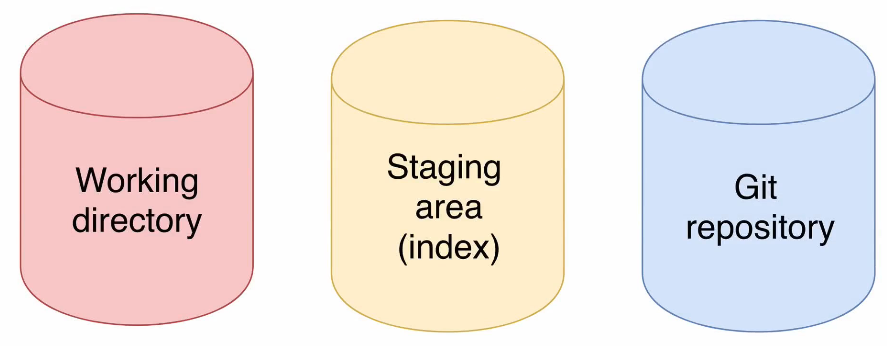 Working
directory
Staging
area
(index)
Git
repository